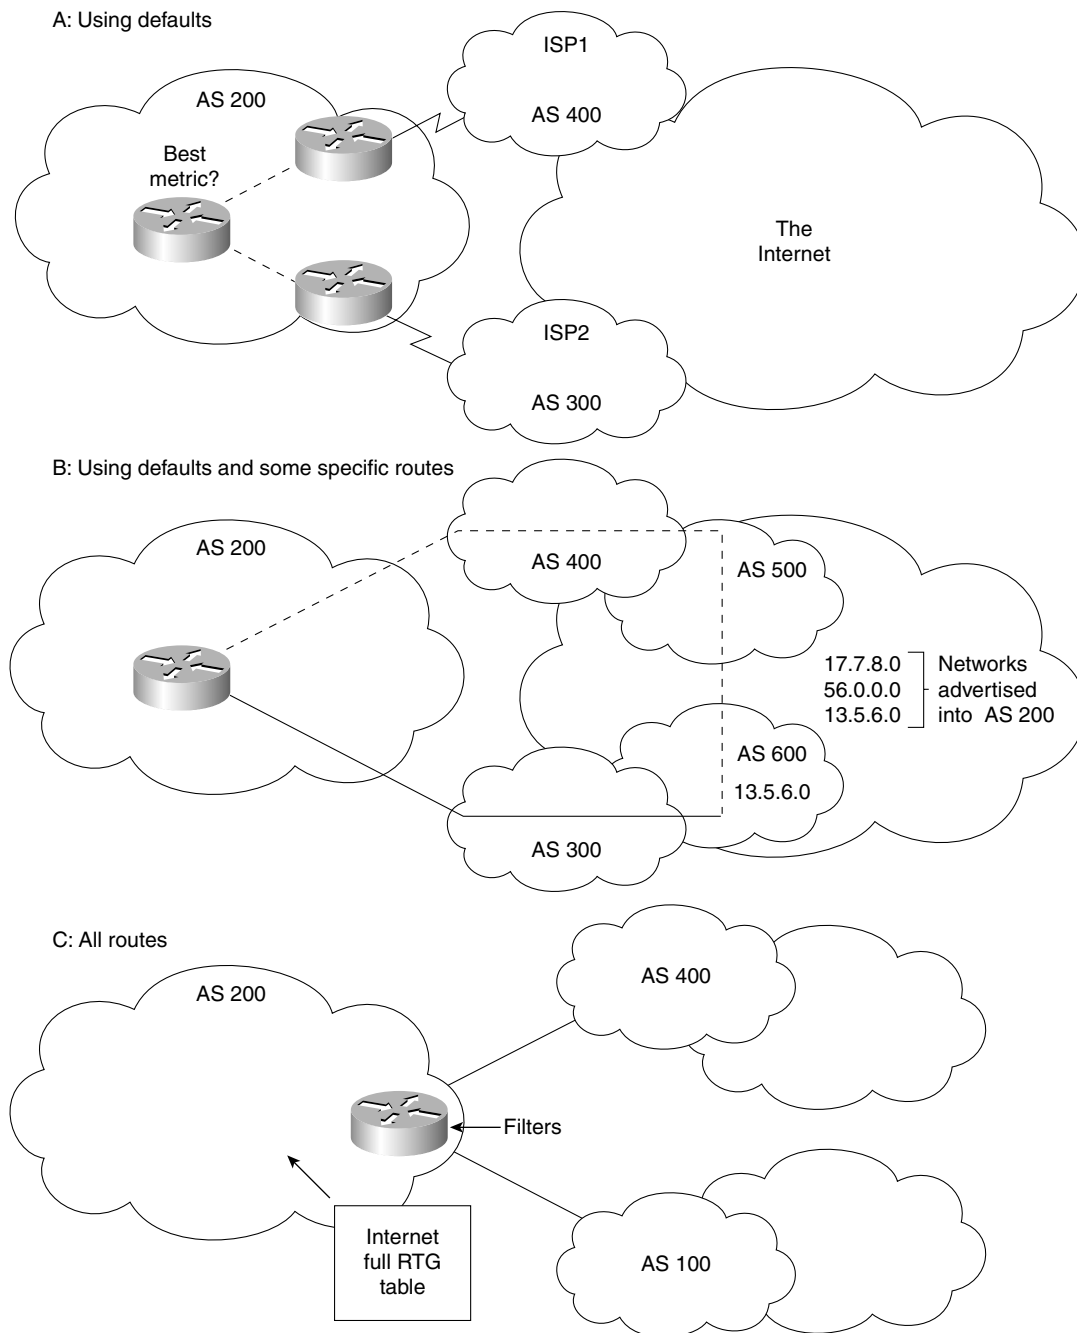 A: Using defaults
ISP1
AS 200
AS 400
Best
metric?
The
Internet
ISP2
AS 300
B: Using defaults and some specific routes
AS 200
AS 400
AS 500
17.7.8.0
56.0.0.0
13.5.6.0
Networks
advertised
into AS 200
AS 600
13.5.6.0
AS 300
C: All routes
AS 200
AS 400
Filters
Internet
full RTG
table
AS 100